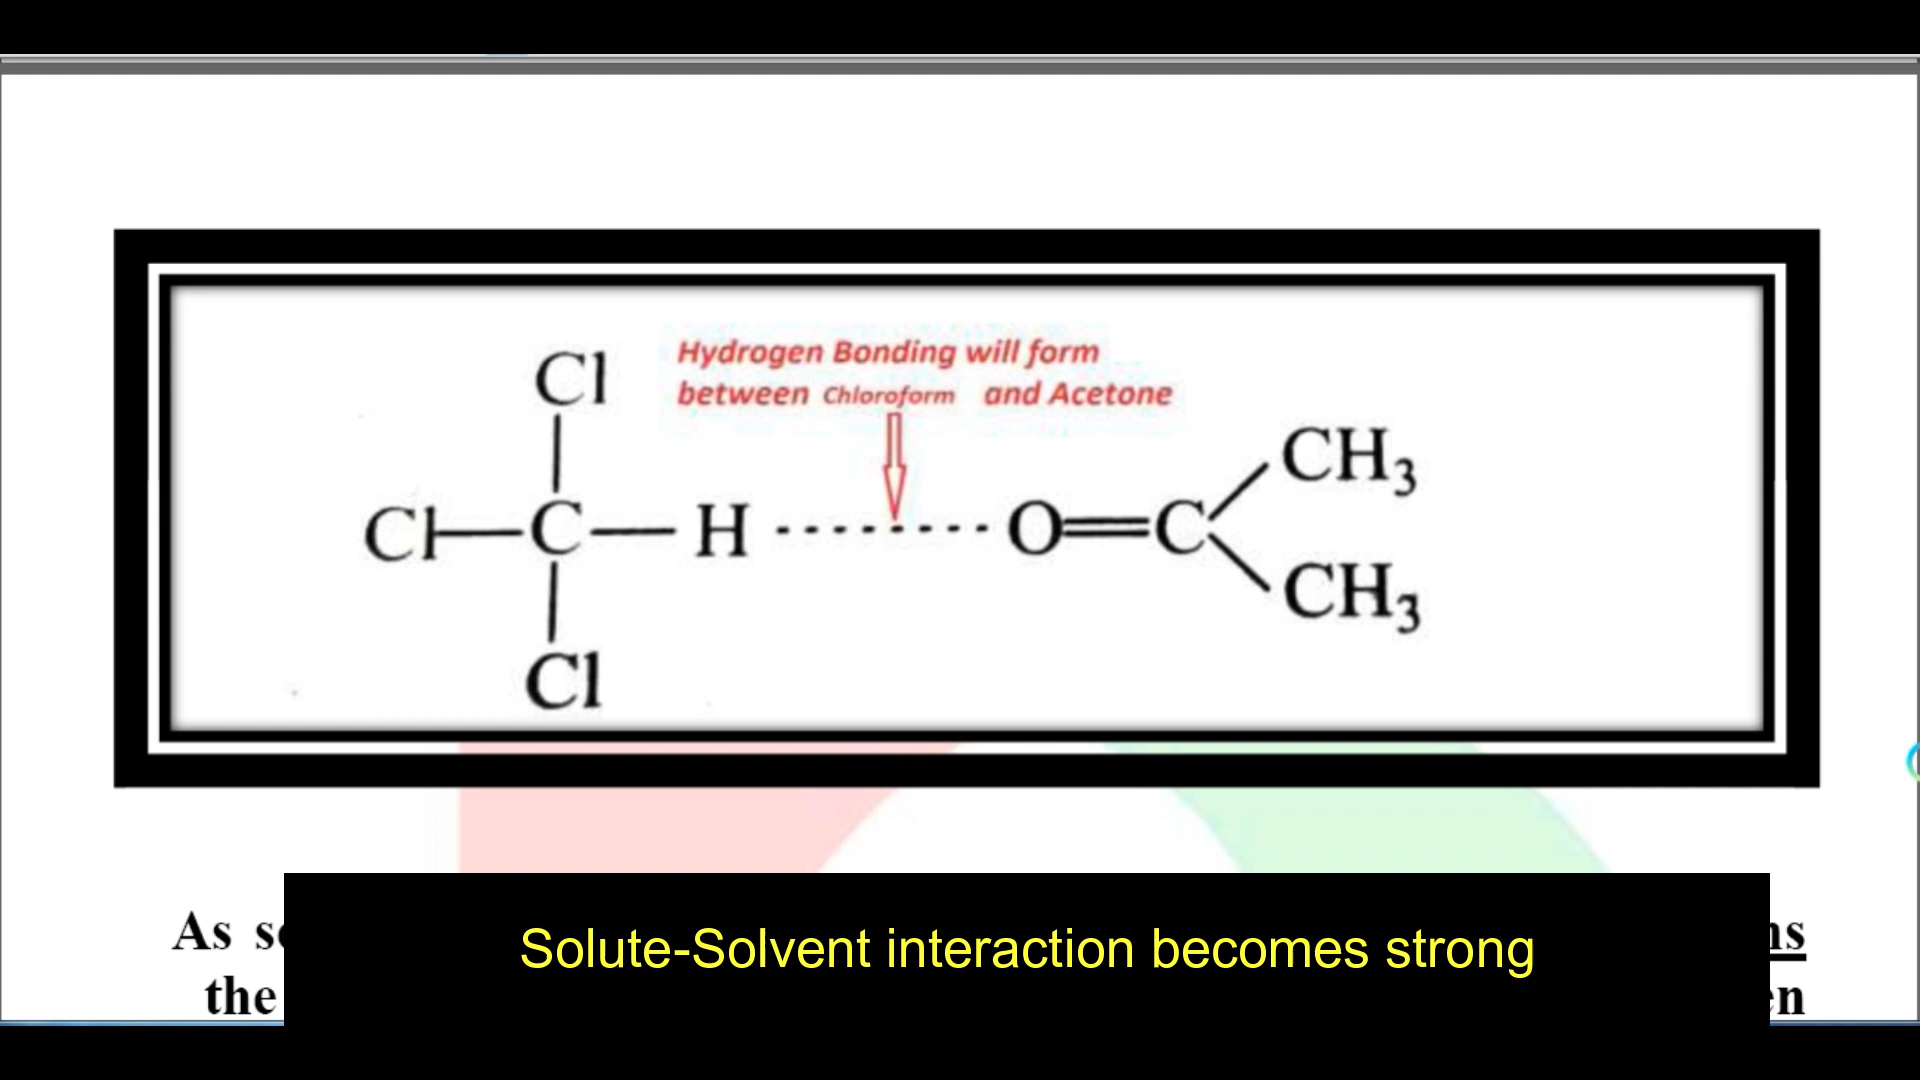 Hydrogen Bonding will form
between Chloroform and Acetone
Cl
CH₃
Cl—C—H········O=C
CH₃
Cl
As
Solute-Solvent interaction becomes strong
the